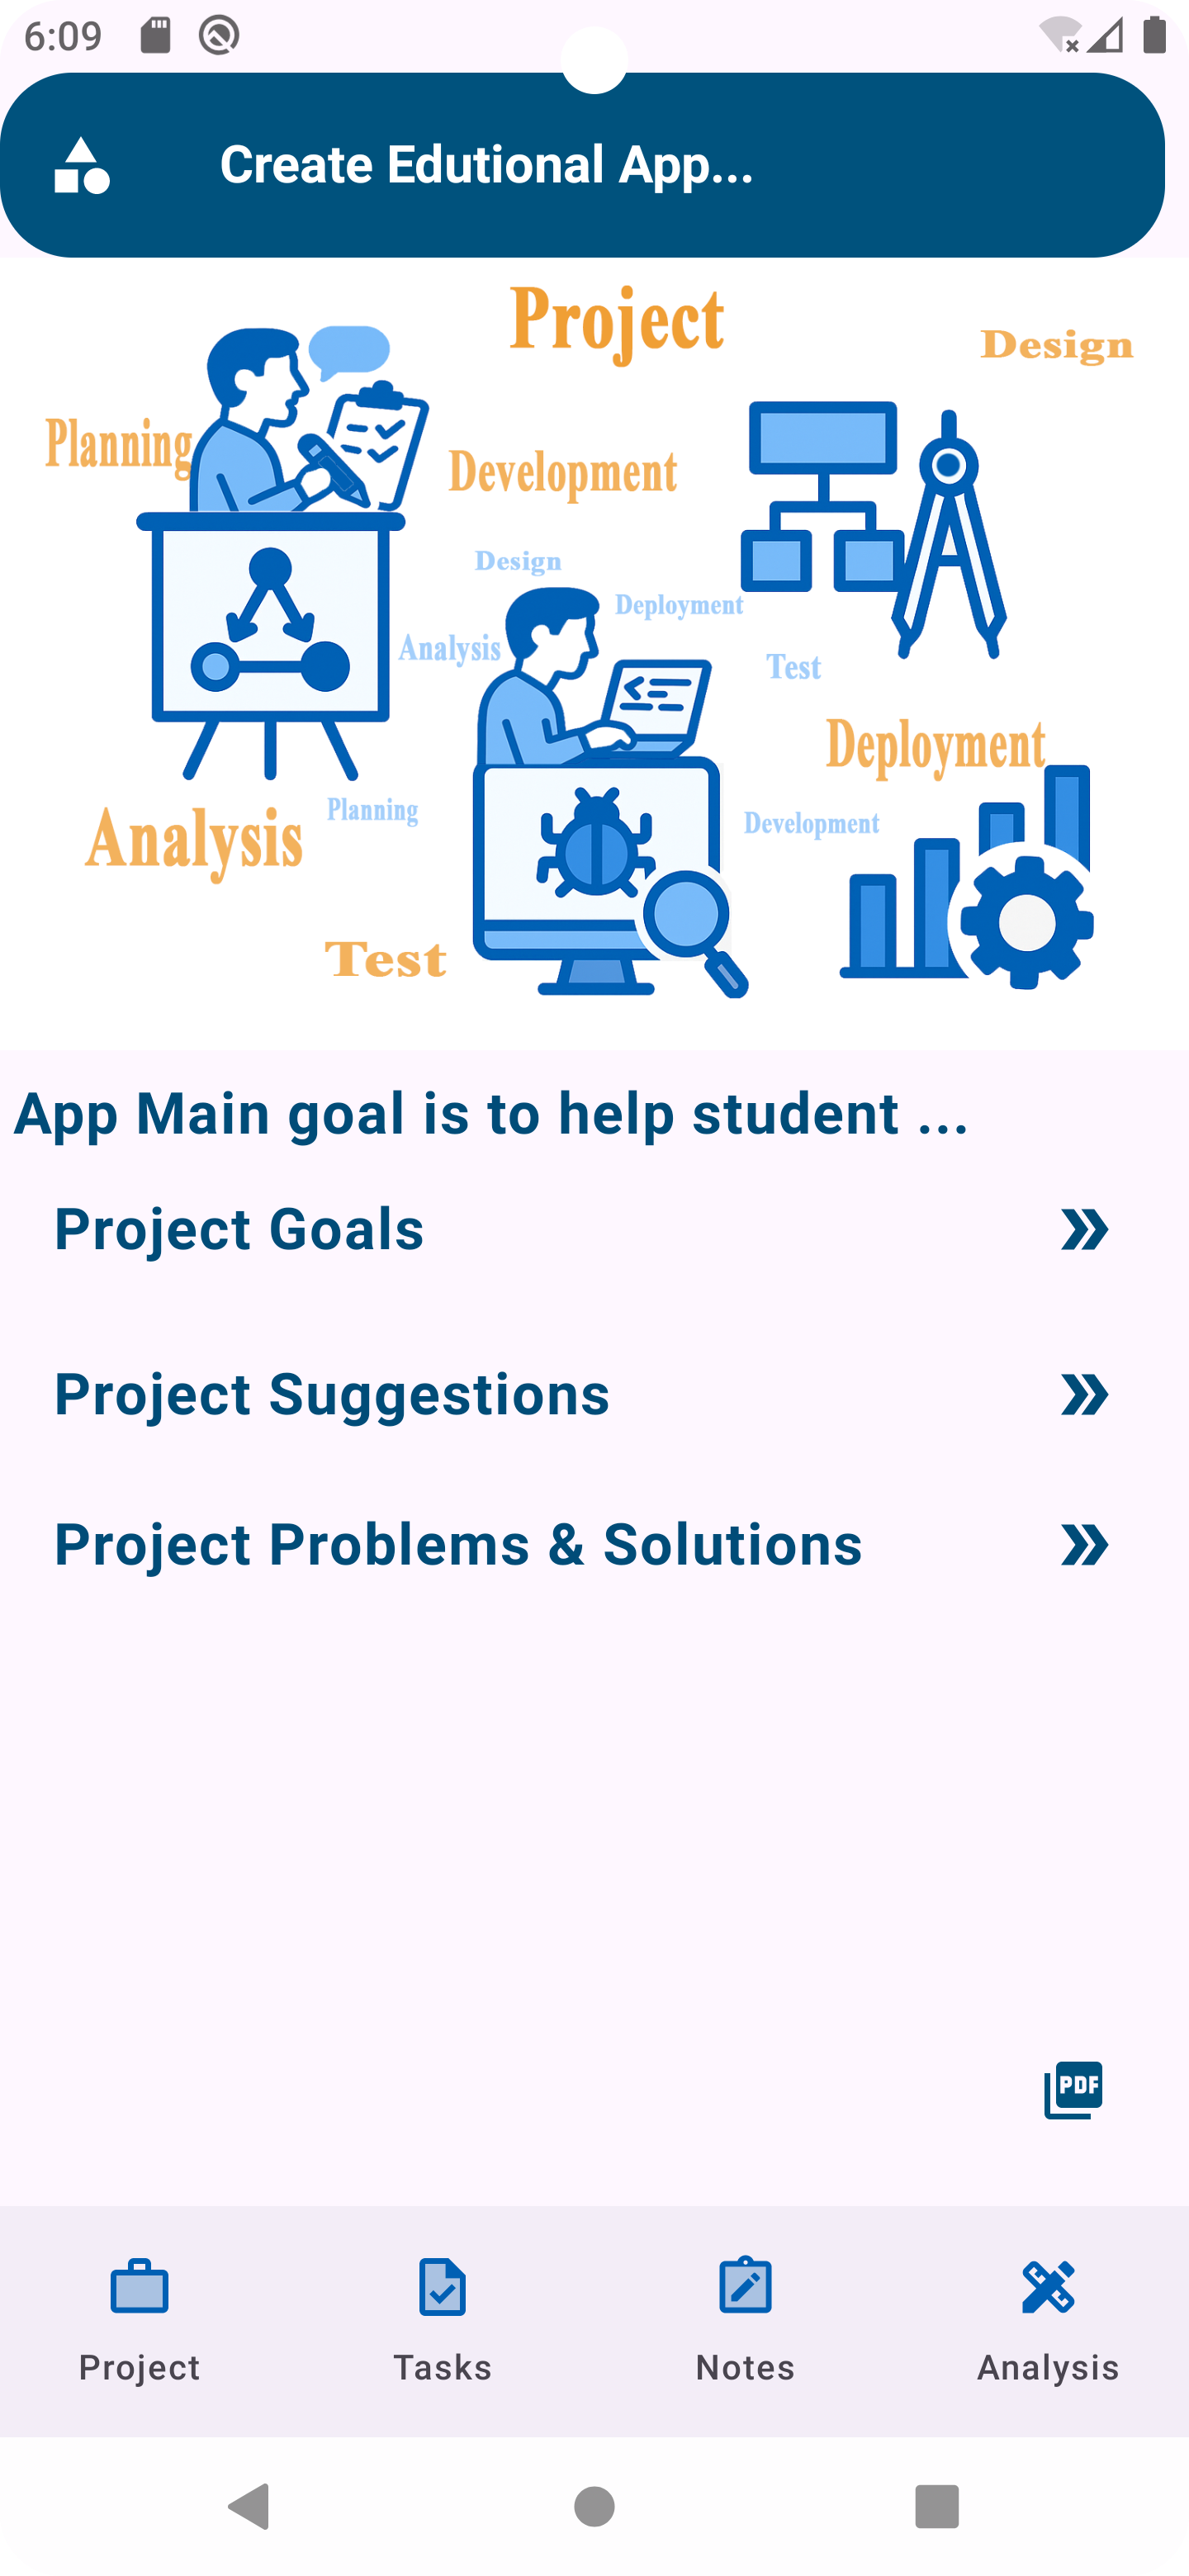 6:09
Create Edutional App...
Project
Design
Planning
Development
Design
Deployment
Analysis
Test
Deployment
Planning
Analysis
Development
Test
App Main goal is to help student ...
Project Goals
Project Suggestions
Project Problems & Solutions
PDF
Project
Tasks
Notes
Analysis